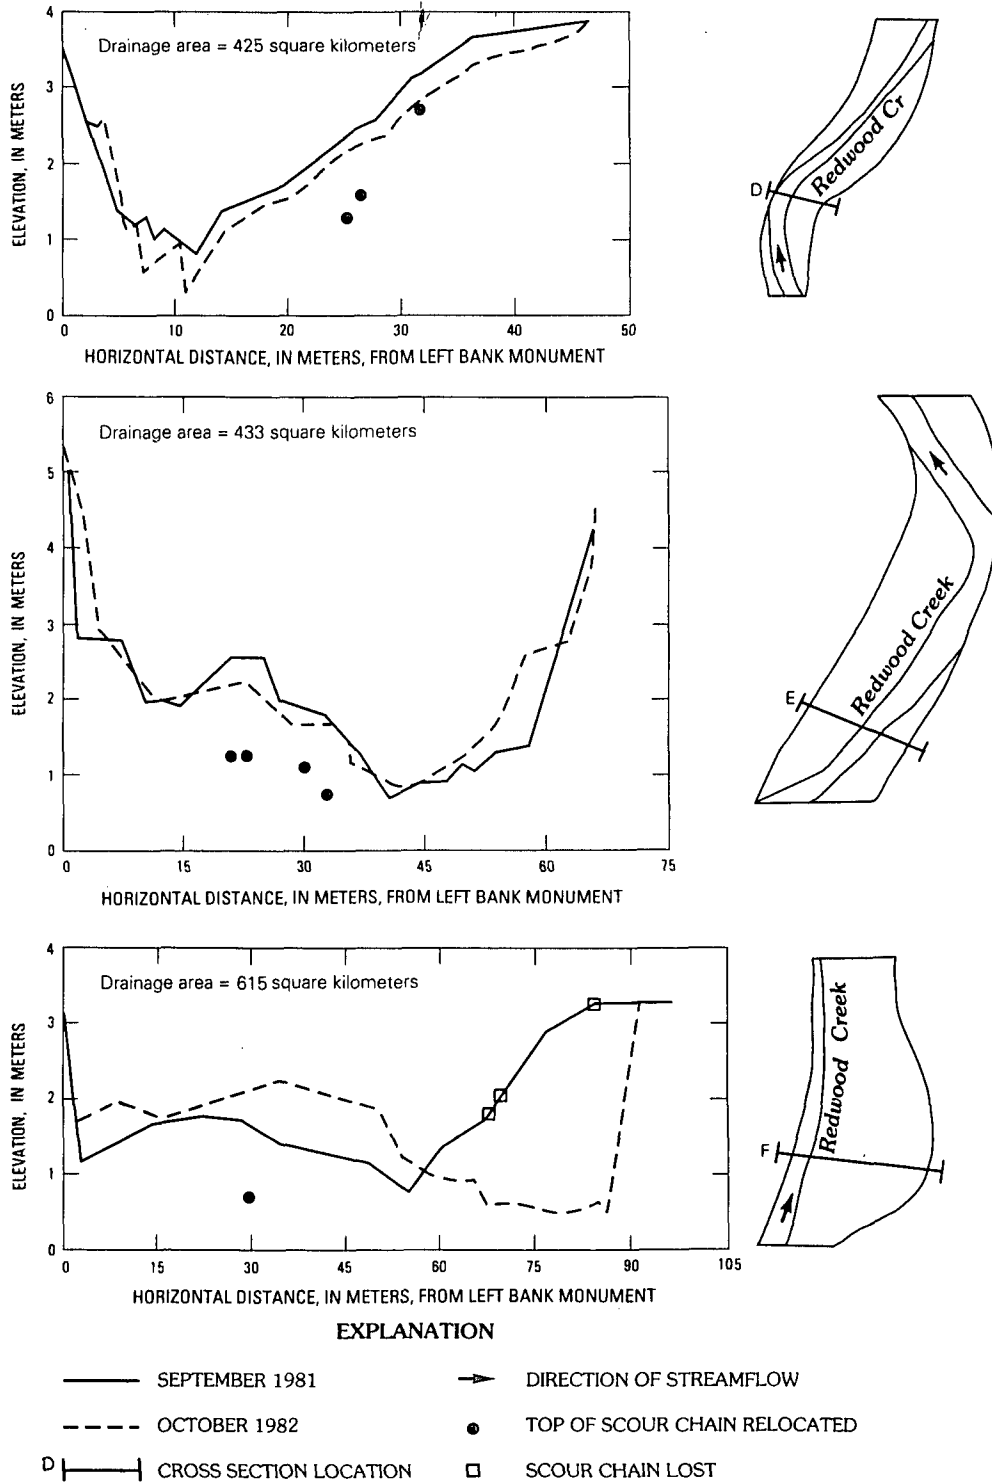 4
3
2
1
0
ELEVATION, IN METERS
Drainage area = 425 square kilometers
0 10 20 30 40 50
HORIZONTAL DISTANCE, IN METERS, FROM LEFT BANK MONUMENT
D
Redwood Cr
6
5
4
3
2
1
0
ELEVATION, IN METERS
Drainage area = 433 square kilometers
0 15 30 45 60 75
HORIZONTAL DISTANCE, IN METERS, FROM LEFT BANK MONUMENT
E
Redwood Creek
4
3
2
1
0
ELEVATION, IN METERS
Drainage area = 615 square kilometers
0 15 30 45 60 75 90 105
HORIZONTAL DISTANCE, IN METERS, FROM LEFT BANK MONUMENT
F
Redwood Creek
EXPLANATION
SEPTEMBER 1981
DIRECTION OF STREAMFLOW
OCTOBER 1982
TOP OF SCOUR CHAIN RELOCATED
D
CROSS SECTION LOCATION
SCOUR CHAIN LOST